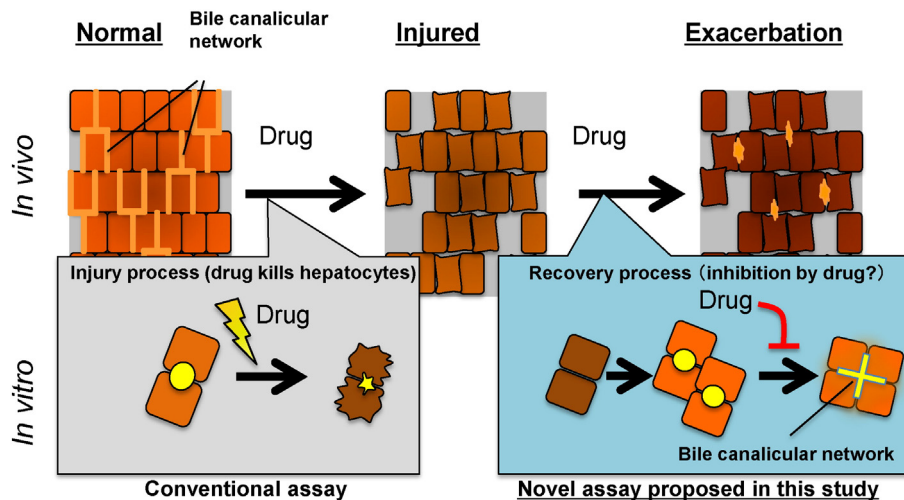 Normal
Bile canalicular
network
Injured
Exacerbation
In vivo
Drug
Drug
Injury process (drug kills hepatocytes)
Drug
Recovery process (inhibition by drug?)
Drug
In vitro
Bile canalicular network
Conventional assay
Novel assay proposed in this study